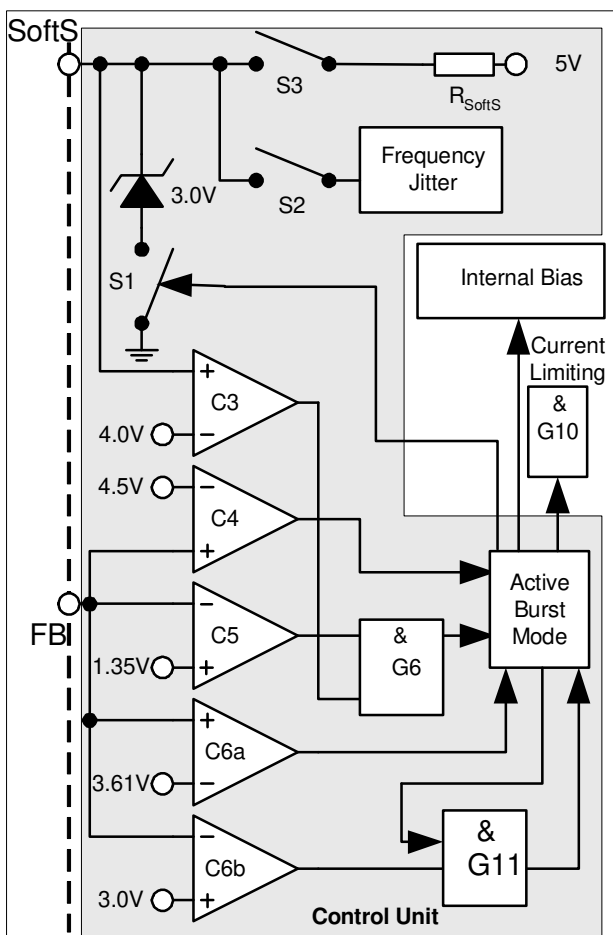 SoftS
S3
R_SoftS
5V
3.0V
S2
Frequency
Jitter
S1
Internal Bias
Current
Limiting
&
G10
+
C3
4.0V
−
4.5V
−
C4
+
FB
−
C5
1.35V
+
&
G6
Active
Burst
Mode
+
C6a
3.61V
−
−
C6b
3.0V
+
&
G11
Control Unit